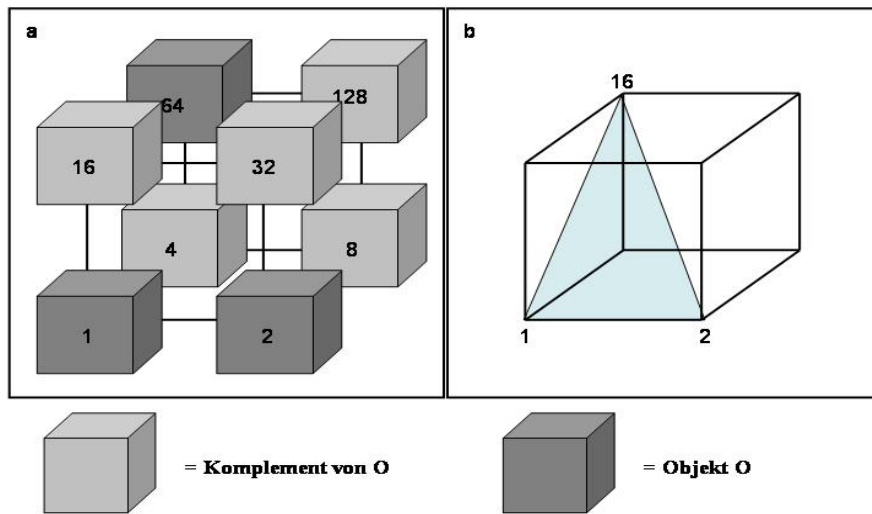 a
64
128
16
32
4
8
1
2
b
16
1
2
= Komplement von O
= Objekt O